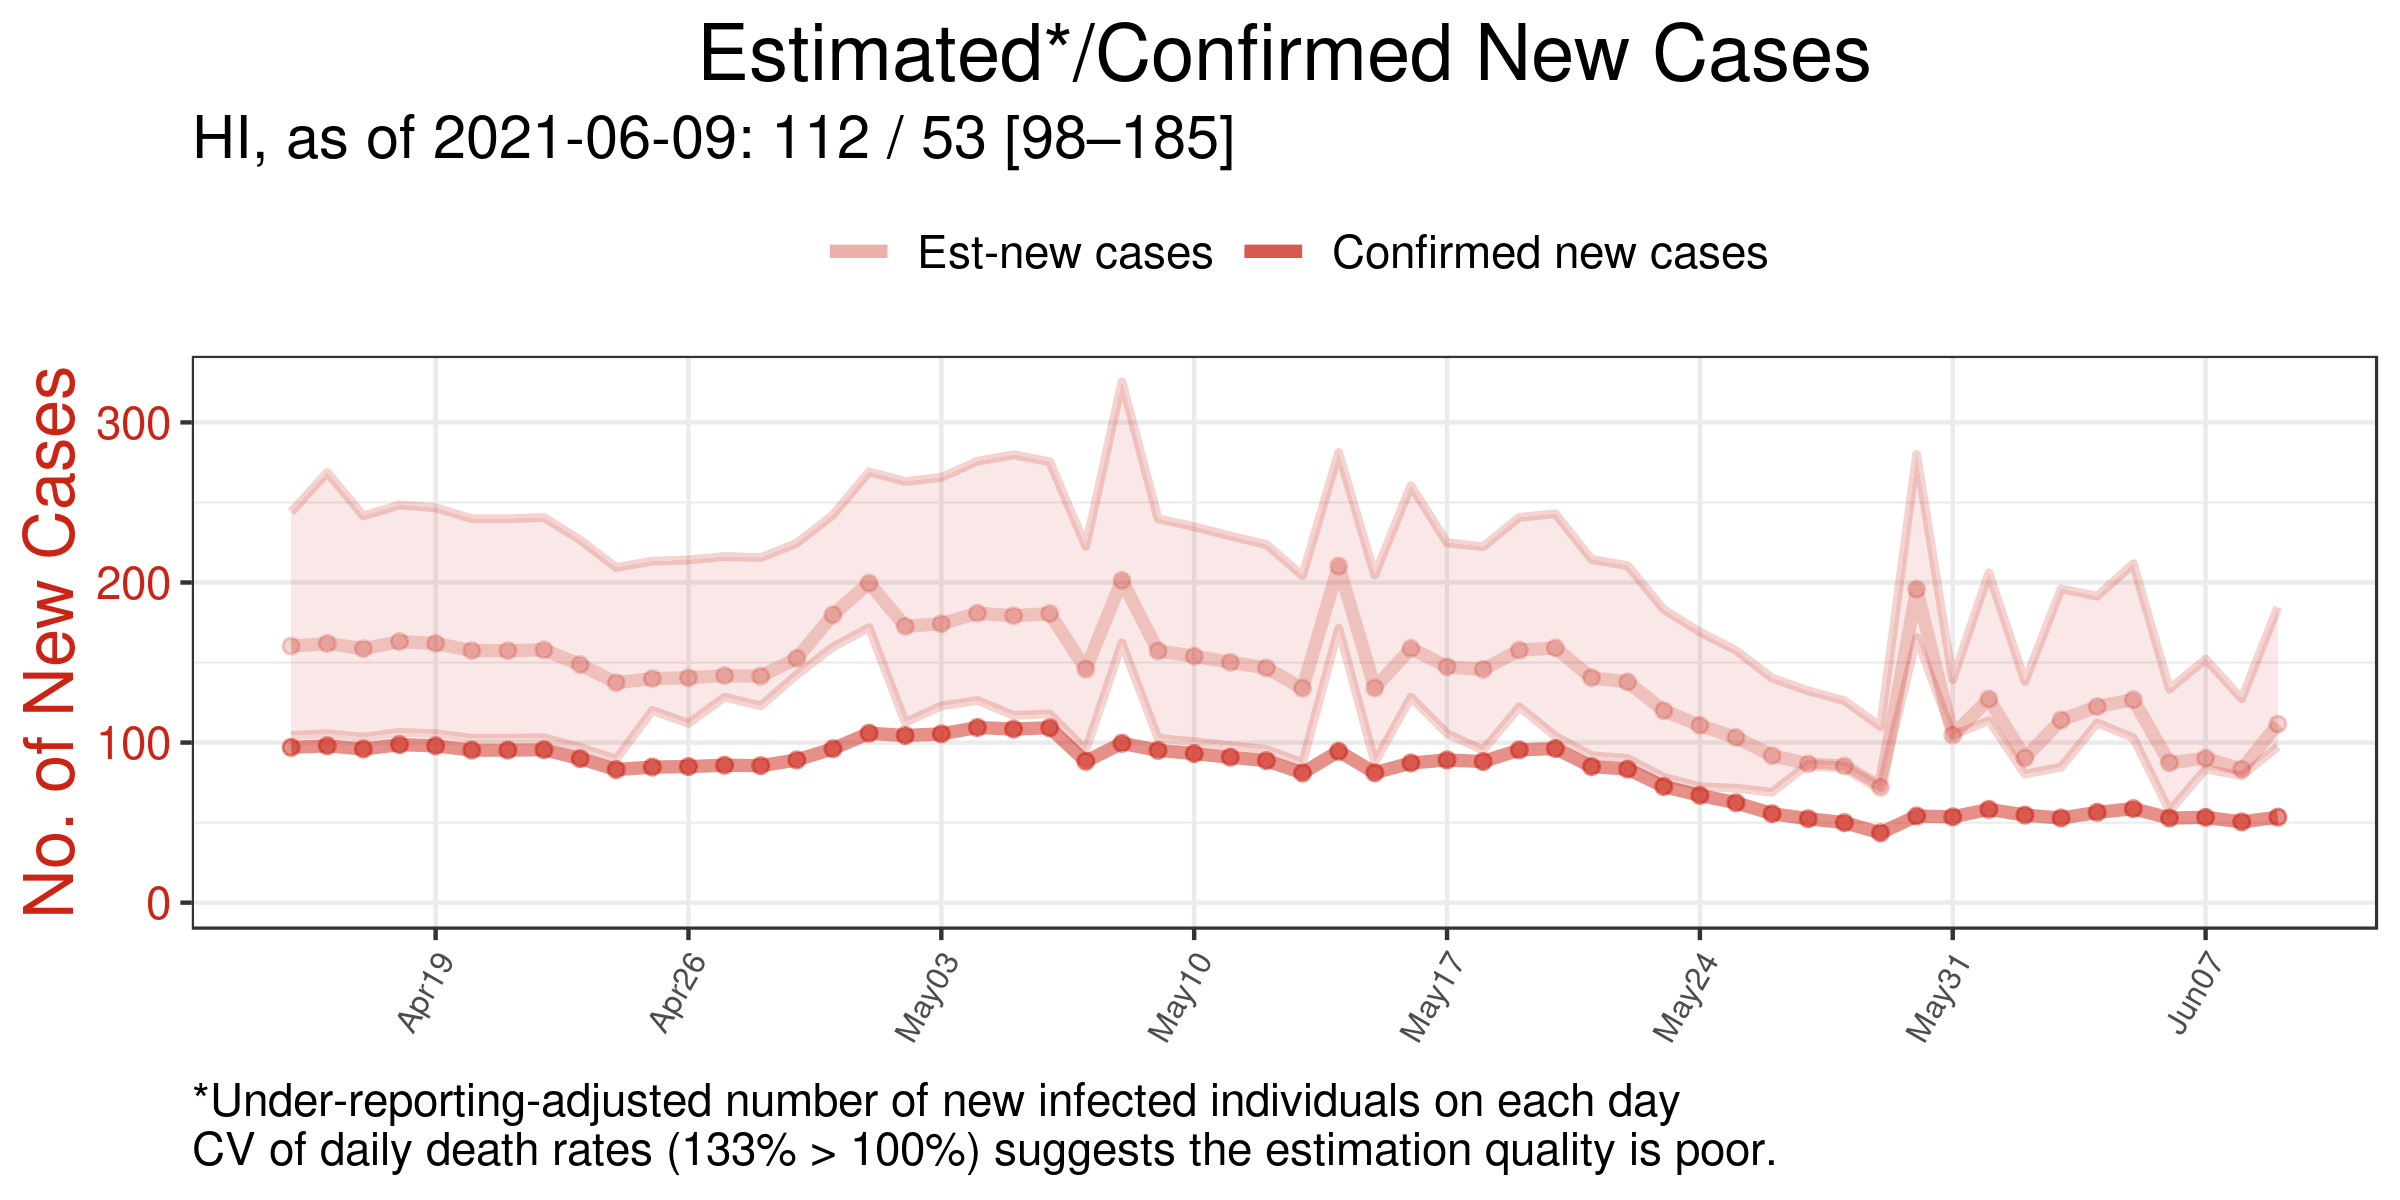 Estimated*/Confirmed New Cases
HI, as of 2021-06-09: 112 / 53 [98–185]
Est-new cases Confirmed new cases
No. of New Cases
300
200
100
0
Apr19 Apr26 May03 May10 May17 May24 May31 Jun07
*Under-reporting-adjusted number of new infected individuals on each day
CV of daily death rates (133% > 100%) suggests the estimation quality is poor.